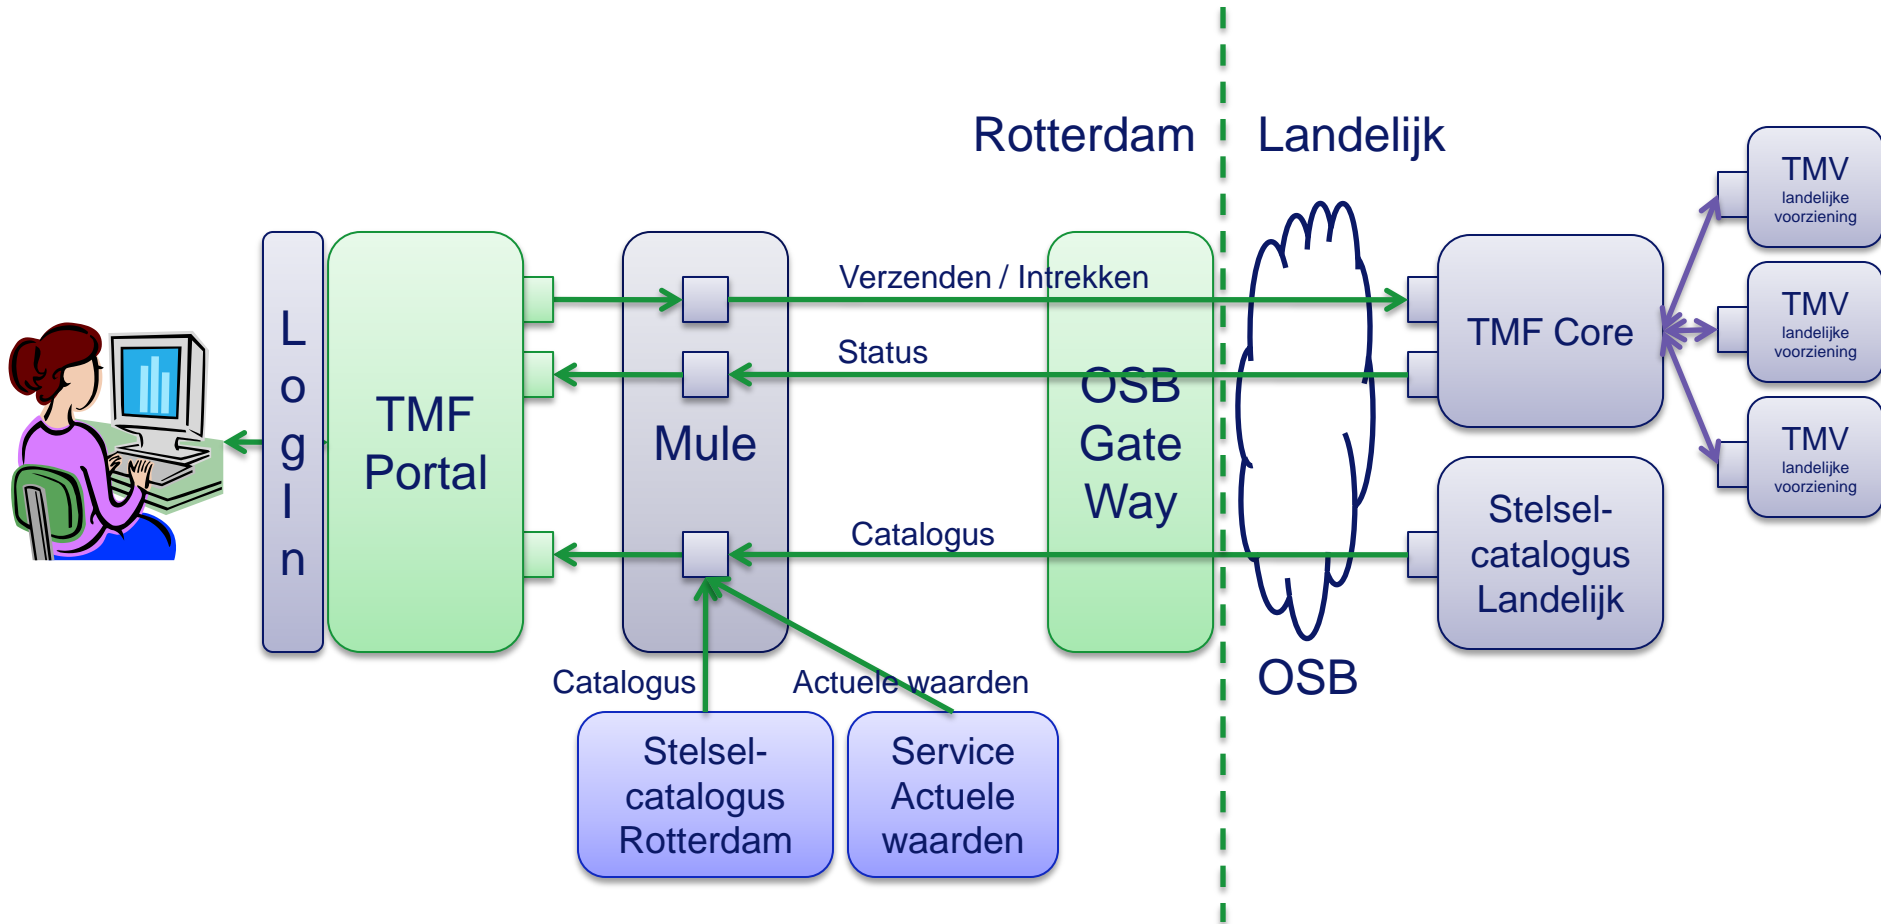 Rotterdam
Landelijk
L
o
g
I
n
TMF
Portal
Mule
Verzenden / Intrekken
Status
Catalogus
OSB
Gate
Way
OSB
TMF Core
Stelsel-
catalogus
Landelijk
TMV
landelijke
voorziening
TMV
landelijke
voorziening
TMV
landelijke
voorziening
Catalogus
Actuele waarden
Stelsel-
catalogus
Rotterdam
Service
Actuele
waarden